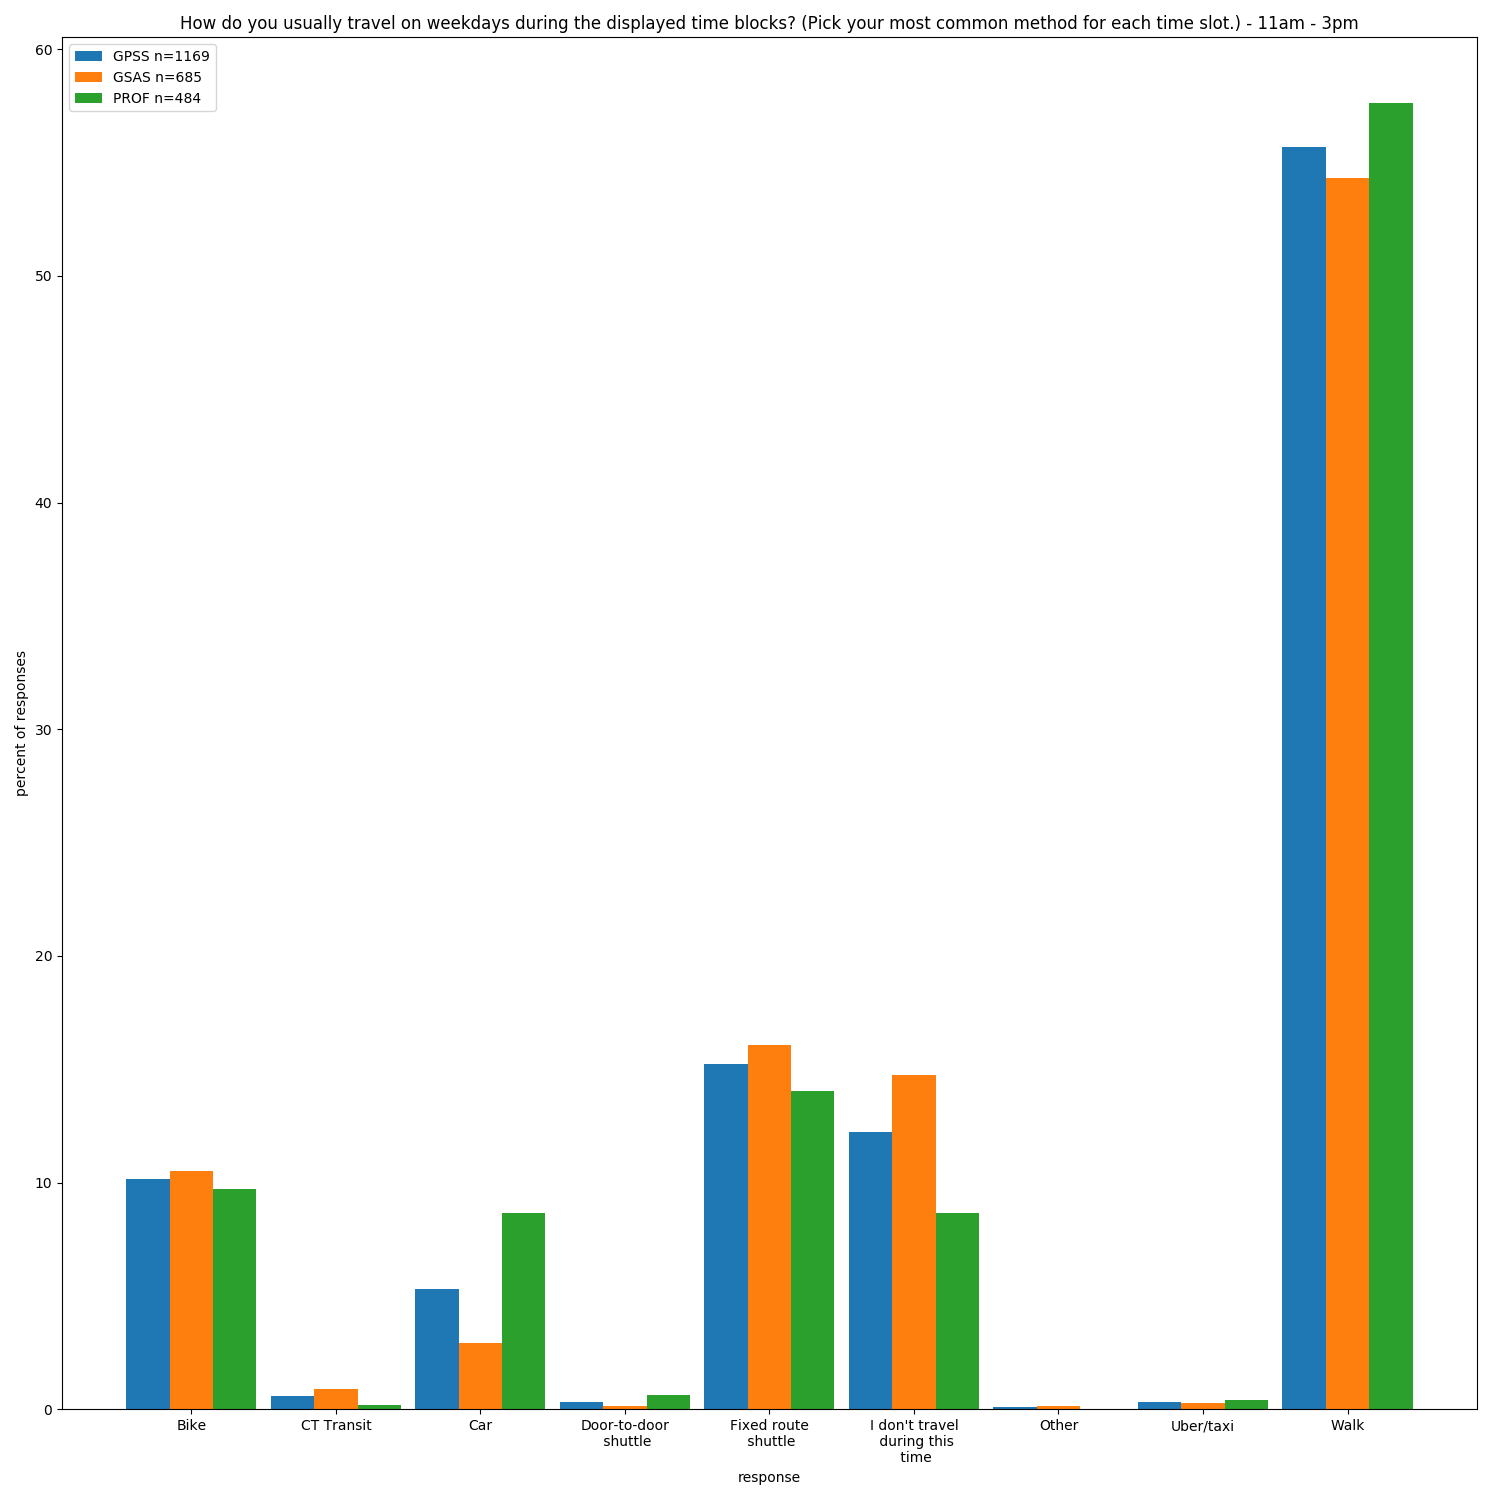 How do you usually travel on weekdays during the displayed time blocks? (Pick your most common method for each time slot.) - 11am - 3pm
GPSS n=1169
GSAS n=685
PROF n=484
60
50
40
30
20
10
0
percent of responses
Bike
CT Transit
Car
Door-to-door
shuttle
Fixed route
shuttle
I don't travel
during this
time
Other
Uber/taxi
Walk
response